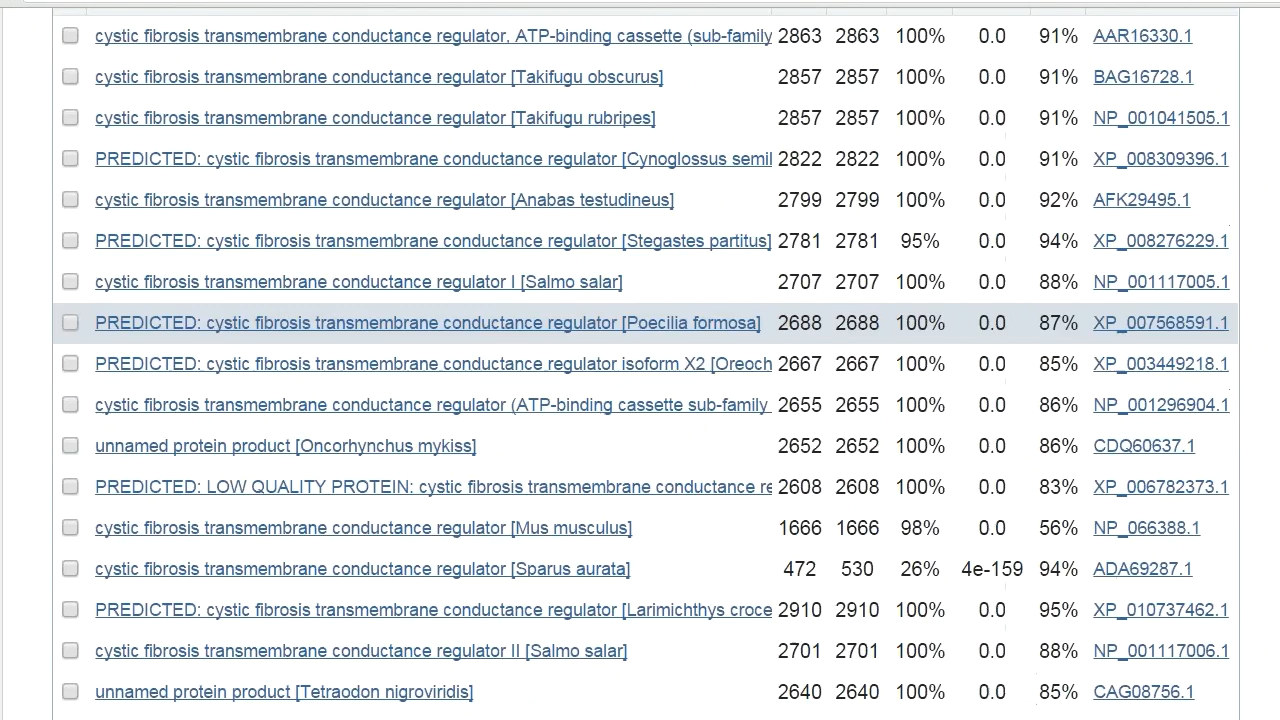 cystic fibrosis transmembrane conductance regulator, ATP-binding cassette (sub-family 2863 2863 100% 0.0 91% AAR16330.1
cystic fibrosis transmembrane conductance regulator [Takifugu obscurus] 2857 2857 100% 0.0 91% BAG16728.1
cystic fibrosis transmembrane conductance regulator [Takifugu rubripes] 2857 2857 100% 0.0 91% NP_001041505.1
PREDICTED: cystic fibrosis transmembrane conductance regulator [Cynoglossus semil 2822 2822 100% 0.0 91% XP_008309396.1
cystic fibrosis transmembrane conductance regulator [Anabas testudineus] 2799 2799 100% 0.0 92% AFK29495.1
PREDICTED: cystic fibrosis transmembrane conductance regulator [Stegastes partitus] 2781 2781 95% 0.0 94% XP_008276229.1
cystic fibrosis transmembrane conductance regulator I [Salmo salar] 2707 2707 100% 0.0 88% NP_001117005.1
PREDICTED: cystic fibrosis transmembrane conductance regulator [Poecilia formosa] 2688 2688 100% 0.0 87% XP_007568591.1
PREDICTED: cystic fibrosis transmembrane conductance regulator isoform X2 [Oreoch 2667 2667 100% 0.0 85% XP_003449218.1
cystic fibrosis transmembrane conductance regulator (ATP-binding cassette sub-family 2655 2655 100% 0.0 86% NP_001296904.1
unnamed protein product [Oncorhynchus mykiss] 2652 2652 100% 0.0 86% CDQ60637.1
PREDICTED: LOW QUALITY PROTEIN: cystic fibrosis transmembrane conductance re 2608 2608 100% 0.0 83% XP_006782373.1
cystic fibrosis transmembrane conductance regulator [Mus musculus] 1666 1666 98% 0.0 56% NP_066388.1
cystic fibrosis transmembrane conductance regulator [Sparus aurata] 472 530 26% 4e-159 94% ADA69287.1
PREDICTED: cystic fibrosis transmembrane conductance regulator [Larimichthys croce 2910 2910 100% 0.0 95% XP_010737462.1
cystic fibrosis transmembrane conductance regulator II [Salmo salar] 2701 2701 100% 0.0 88% NP_001117006.1
unnamed protein product [Tetraodon nigroviridis] 2640 2640 100% 0.0 85% CAG08756.1